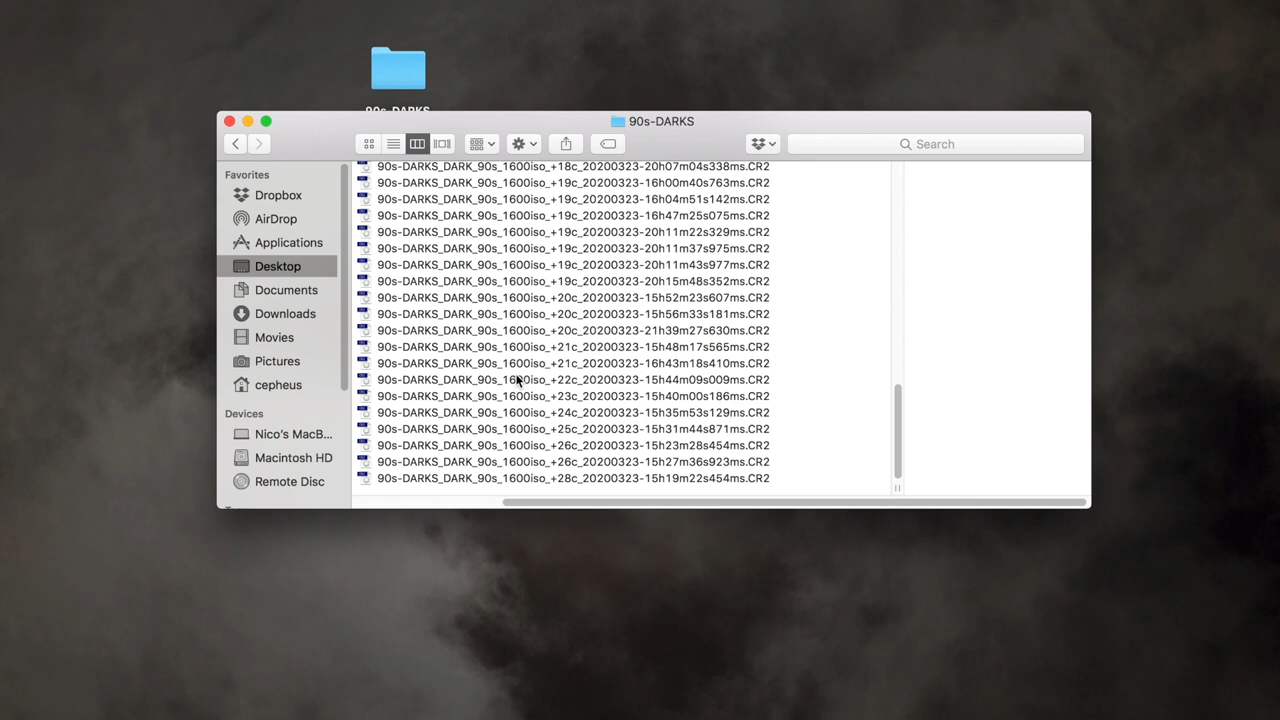 90s-DARKS
90s-DARKS
Search
Favorites
Dropbox
AirDrop
Applications
Desktop
Documents
Downloads
Movies
Pictures
cepheus
Devices
Nico's MacB...
Macintosh HD
Remote Disc
90s-DARKS_DARK_90s_1600iso_+18c_20200323-20h07m04s338ms.CR2
90s-DARKS_DARK_90s_1600iso_+19c_20200323-16h00m40s763ms.CR2
90s-DARKS_DARK_90s_1600iso_+19c_20200323-16h04m51s142ms.CR2
90s-DARKS_DARK_90s_1600iso_+19c_20200323-16h47m25s075ms.CR2
90s-DARKS_DARK_90s_1600iso_+19c_20200323-20h11m22s329ms.CR2
90s-DARKS_DARK_90s_1600iso_+19c_20200323-20h11m37s975ms.CR2
90s-DARKS_DARK_90s_1600iso_+19c_20200323-20h11m43s977ms.CR2
90s-DARKS_DARK_90s_1600iso_+19c_20200323-20h15m48s352ms.CR2
90s-DARKS_DARK_90s_1600iso_+20c_20200323-15h52m23s607ms.CR2
90s-DARKS_DARK_90s_1600iso_+20c_20200323-15h56m33s181ms.CR2
90s-DARKS_DARK_90s_1600iso_+20c_20200323-21h39m27s630ms.CR2
90s-DARKS_DARK_90s_1600iso_+21c_20200323-15h48m17s565ms.CR2
90s-DARKS_DARK_90s_1600iso_+21c_20200323-16h43m18s410ms.CR2
90s-DARKS_DARK_90s_1600iso_+22c_20200323-15h44m09s009ms.CR2
90s-DARKS_DARK_90s_1600iso_+23c_20200323-15h40m00s186ms.CR2
90s-DARKS_DARK_90s_1600iso_+24c_20200323-15h35m53s129ms.CR2
90s-DARKS_DARK_90s_1600iso_+25c_20200323-15h31m44s871ms.CR2
90s-DARKS_DARK_90s_1600iso_+26c_20200323-15h23m28s454ms.CR2
90s-DARKS_DARK_90s_1600iso_+26c_20200323-15h27m36s923ms.CR2
90s-DARKS_DARK_90s_1600iso_+28c_20200323-15h19m22s454ms.CR2